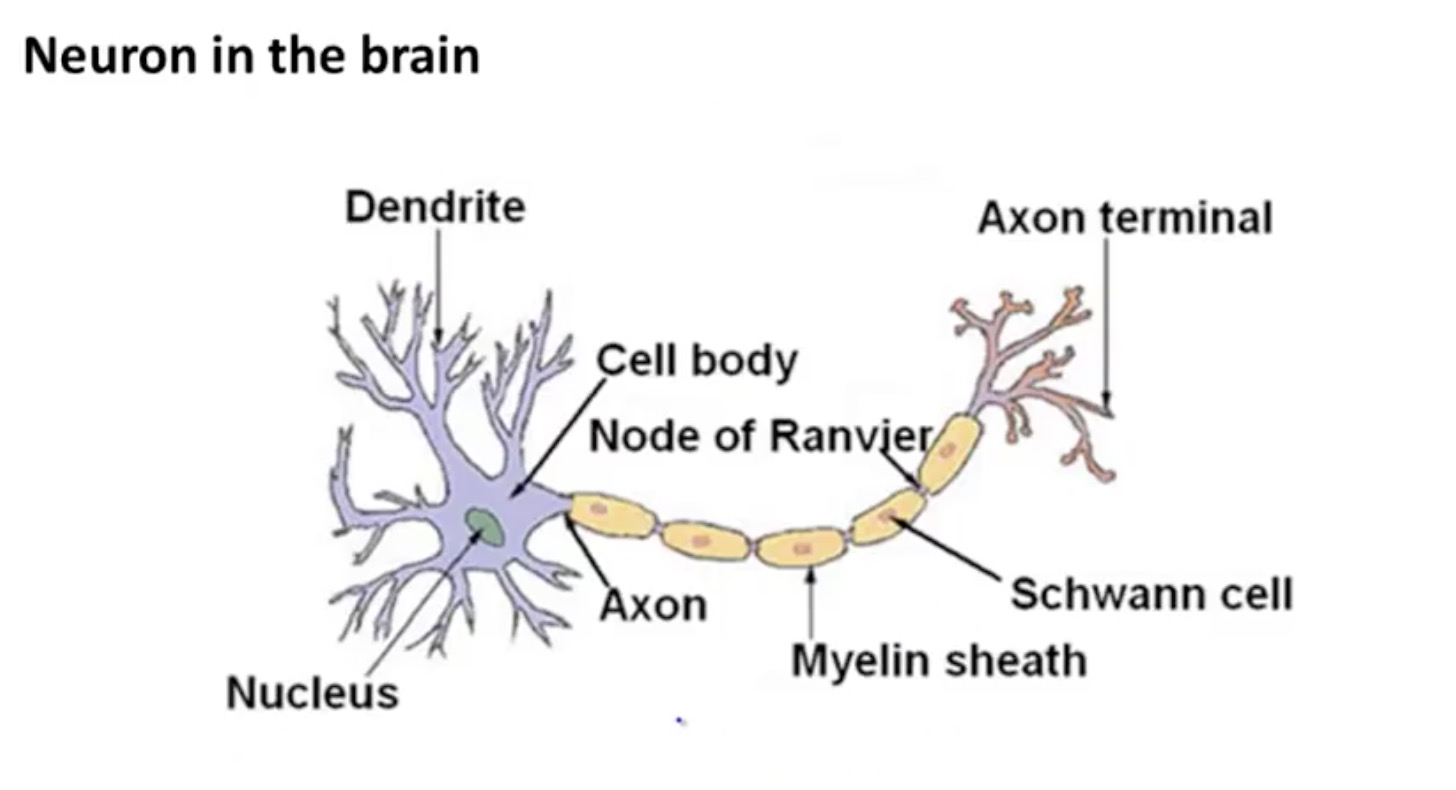 Neuron in the brain
Dendrite
Axon terminal
Cell body
Node of Ranvier
Axon
Schwann cell
Myelin sheath
Nucleus